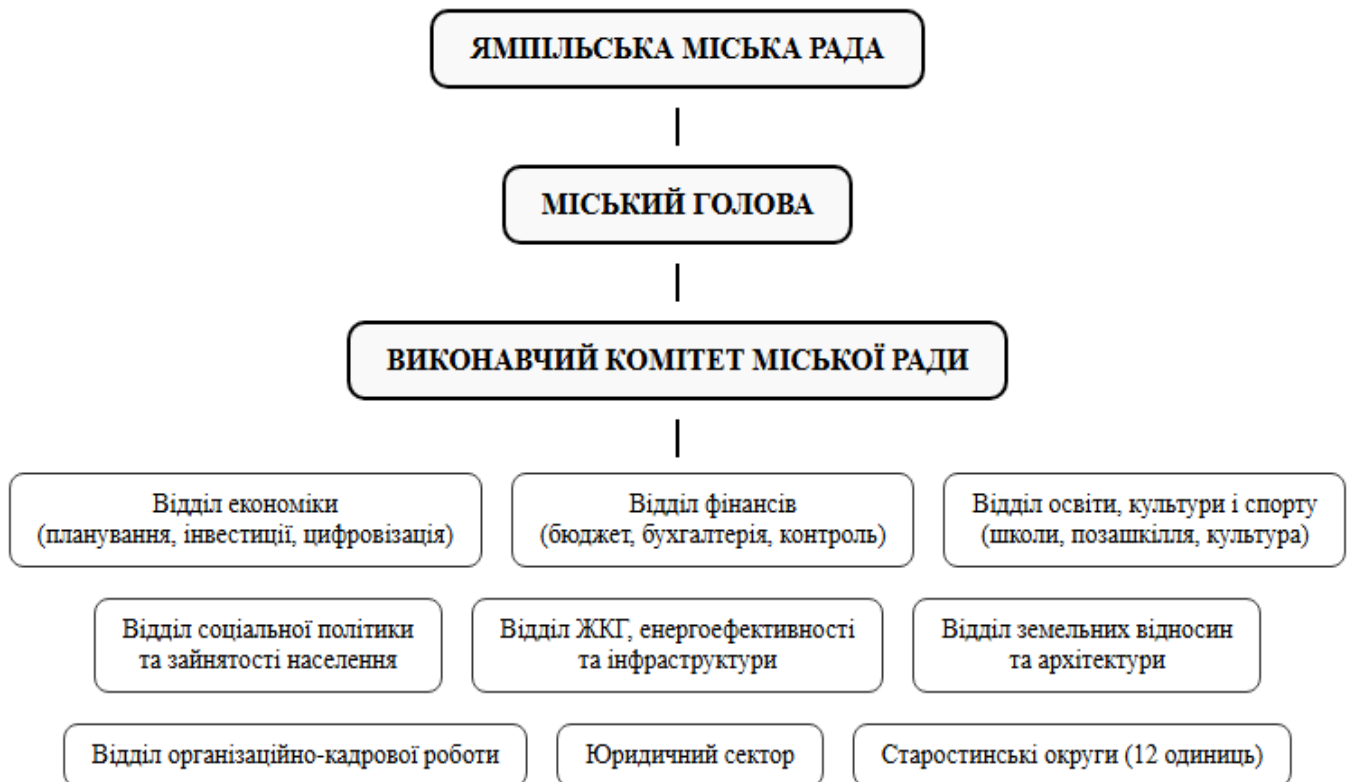 ЯМПІЛЬСЬКА МІСЬКА РАДА
МІСЬКИЙ ГОЛОВА
ВИКОНАВЧИЙ КОМІТЕТ МІСЬКОЇ РАДИ
Відділ економіки
(планування, інвестиції, цифровізація)
Відділ фінансів
(бюджет, бухгалтерія, контроль)
Відділ освіти, культури і спорту
(школи, позашкілля, культура)
Відділ соціальної політики
та зайнятості населення
Відділ ЖКГ, енергоефективності
та інфраструктури
Відділ земельних відносин
та архітектури
Відділ організаційно-кадрової роботи
Юридичний сектор
Старостинські округи (12 одиниць)